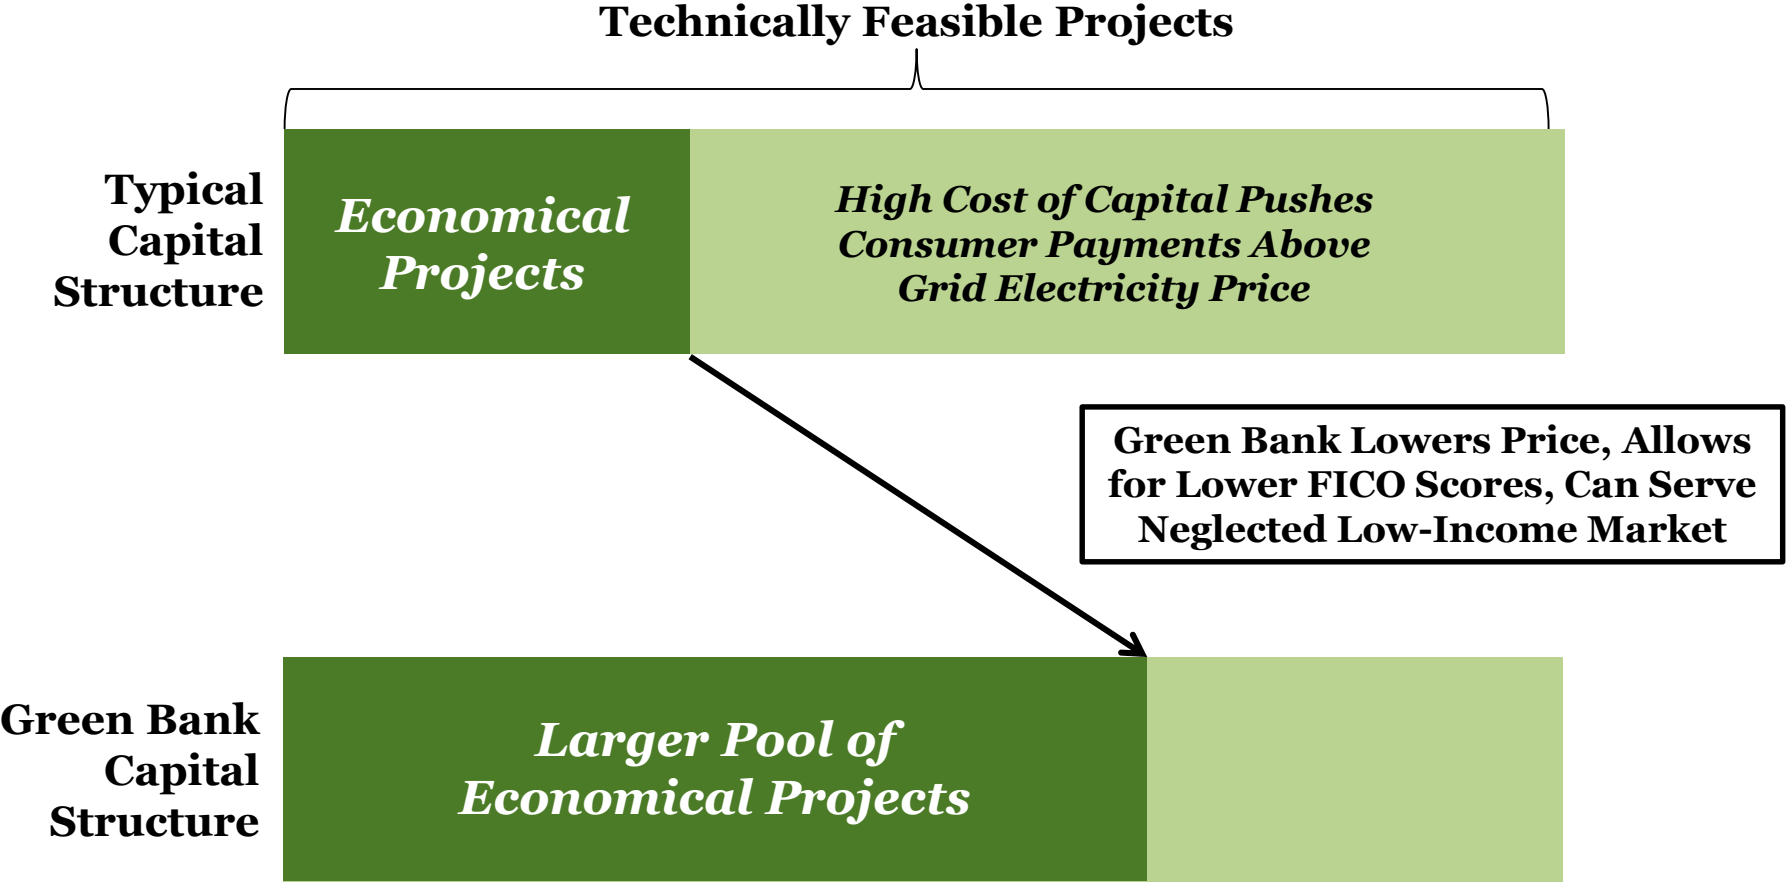 Technically Feasible Projects
Typical
Capital
Structure
Economical
Projects
High Cost of Capital Pushes
Consumer Payments Above
Grid Electricity Price
Green Bank Lowers Price, Allows
for Lower FICO Scores, Can Serve
Neglected Low-Income Market
Green Bank
Capital
Structure
Larger Pool of
Economical Projects